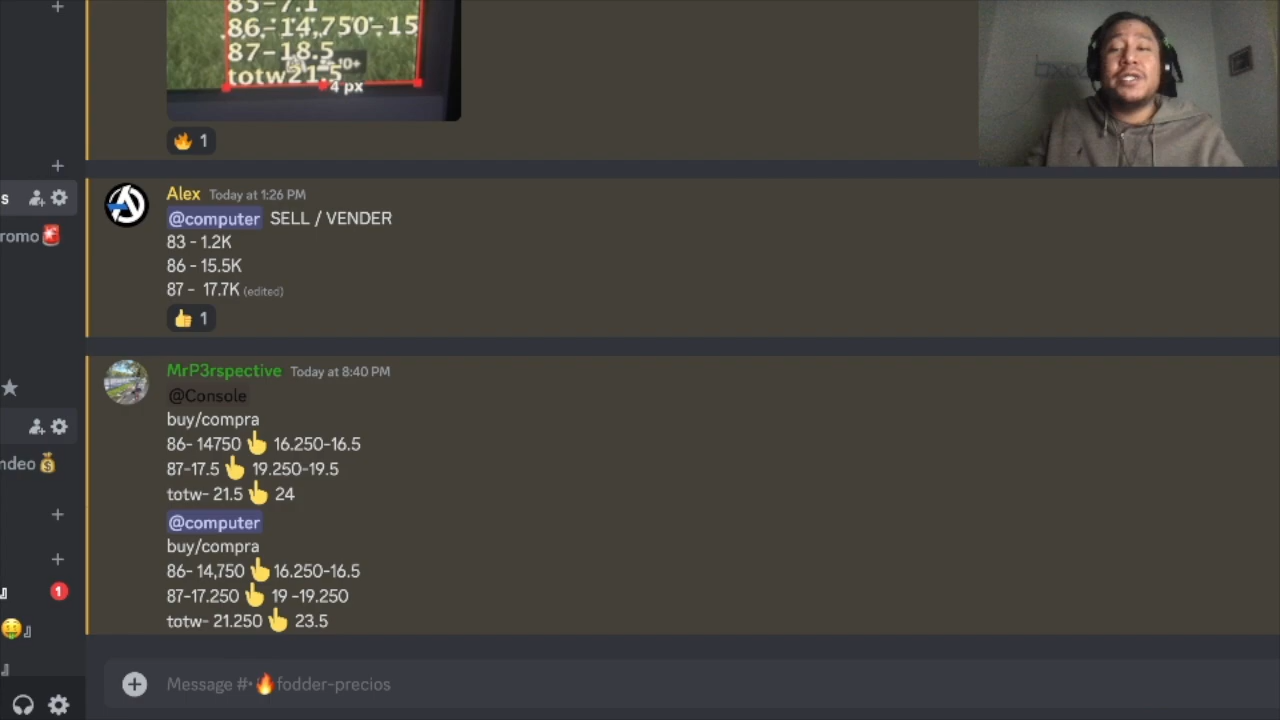 85-7.1
86-14,750-15
87-18.5
totw21.5
4 px
🔥 1
Alex Today at 1:26 PM
@computer SELL / VENDER
83 - 1.2K
86 - 15.5K
87 - 17.7K (edited)
👍 1
MrP3rspective Today at 8:40 PM
@Console
buy/compra
86- 14750 👆 16.250-16.5
87-17.5 👆 19.250-19.5
totw- 21.5 👆 24
@computer
buy/compra
86- 14,750 👆 16.250-16.5
87-17.250 👆 19 -19.250
totw- 21.250 👆 23.5
Message #•🔥fodder-precios
s
romo🚨
ndeo💰
』 1
🤑』
』